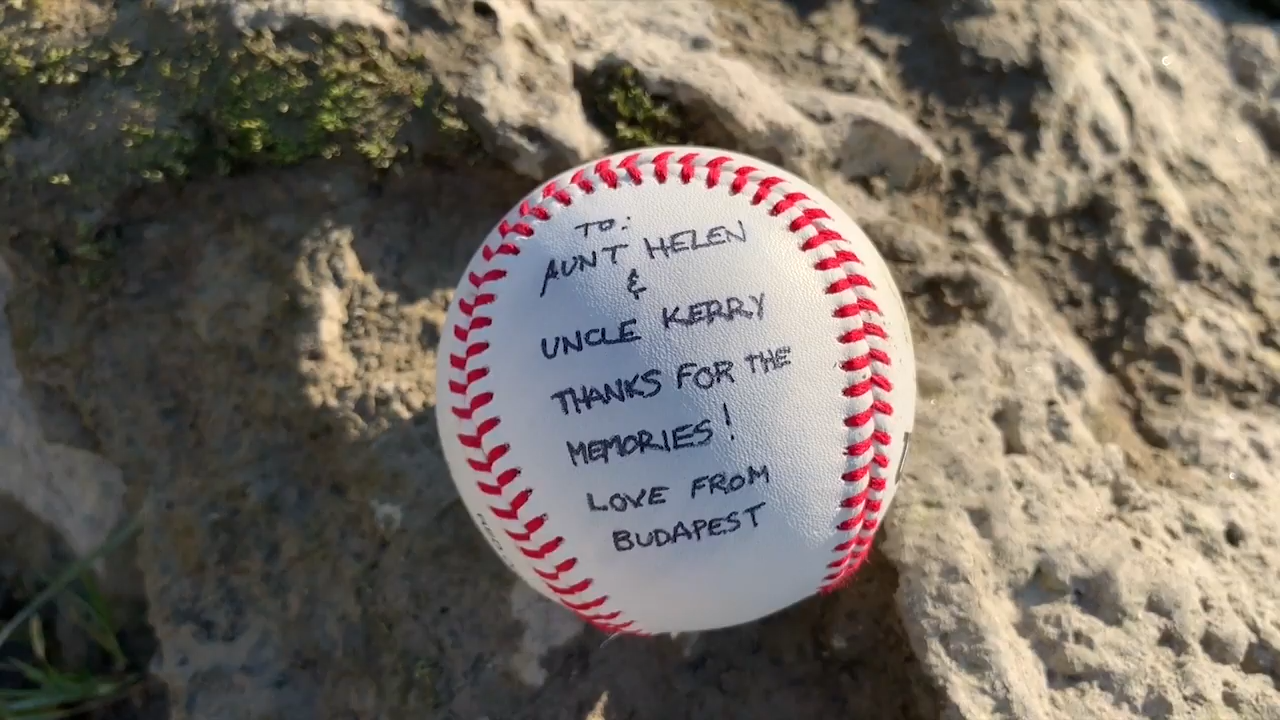 TO:
AUNT HELEN
&
UNCLE KERRY
THANKS FOR THE
MEMORIES!
LOVE FROM
BUDAPEST